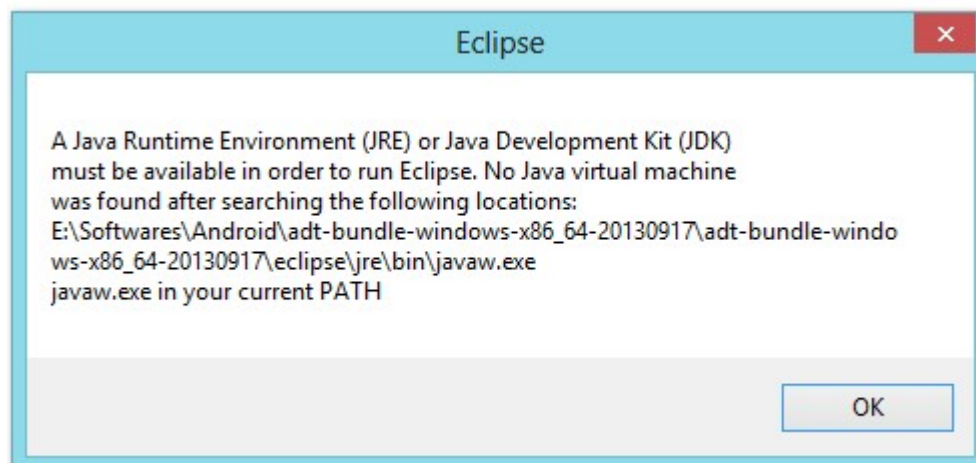 Eclipse
A Java Runtime Environment (JRE) or Java Development Kit (JDK)
must be available in order to run Eclipse. No Java virtual machine
was found after searching the following locations:
E:\Softwares\Android\adt-bundle-windows-x86_64-20130917\adt-bundle-windo
ws-x86_64-20130917\eclipse\jre\bin\javaw.exe
javaw.exe in your current PATH
OK